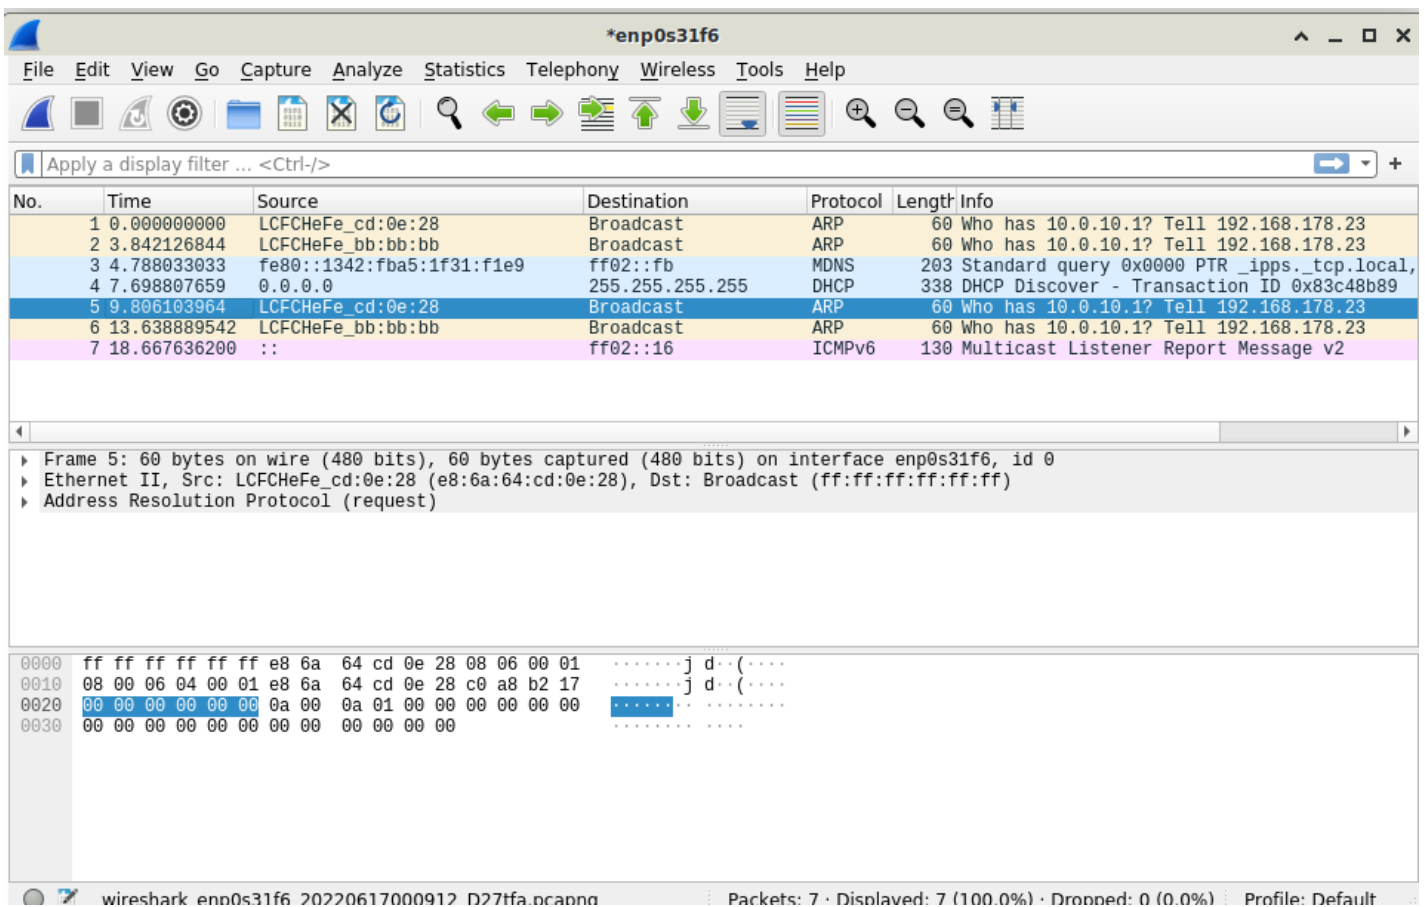 *enp0s31f6
File Edit View Go Capture Analyze Statistics Telephony Wireless Tools Help
Apply a display filter ... <Ctrl-/>
No. Time Source Destination Protocol Length Info
1 0.000000000 LCFCHeFe_cd:0e:28 Broadcast ARP 60 Who has 10.0.10.1? Tell 192.168.178.23
2 3.842126844 LCFCHeFe_bb:bb:bb Broadcast ARP 60 Who has 10.0.10.1? Tell 192.168.178.23
3 4.788033033 fe80::1342:fba5:1f31:f1e9 ff02::fb MDNS 203 Standard query 0x0000 PTR _ipps._tcp.local,
4 7.698807659 0.0.0.0 255.255.255.255 DHCP 338 DHCP Discover - Transaction ID 0x83c48b89
5 9.806103964 LCFCHeFe_cd:0e:28 Broadcast ARP 60 Who has 10.0.10.1? Tell 192.168.178.23
6 13.638889542 LCFCHeFe_bb:bb:bb Broadcast ARP 60 Who has 10.0.10.1? Tell 192.168.178.23
7 18.667636200 :: ff02::16 ICMPv6 130 Multicast Listener Report Message v2
Frame 5: 60 bytes on wire (480 bits), 60 bytes captured (480 bits) on interface enp0s31f6, id 0
Ethernet II, Src: LCFCHeFe_cd:0e:28 (e8:6a:64:cd:0e:28), Dst: Broadcast (ff:ff:ff:ff:ff:ff)
Address Resolution Protocol (request)
0000 ff ff ff ff ff ff e8 6a 64 cd 0e 28 08 06 00 01 ·······j d··(····
0010 08 00 06 04 00 01 e8 6a 64 cd 0e 28 c0 a8 b2 17 ·······j d··(····
0020 00 00 00 00 00 00 0a 00 0a 01 00 00 00 00 00 00 ········ ········
0030 00 00 00 00 00 00 00 00 00 00 00 00 ········ ····
wireshark_enp0s31f6_20220617000912_D27tfa.pcapng Packets: 7 · Displayed: 7 (100.0%) · Dropped: 0 (0.0%) Profile: Default